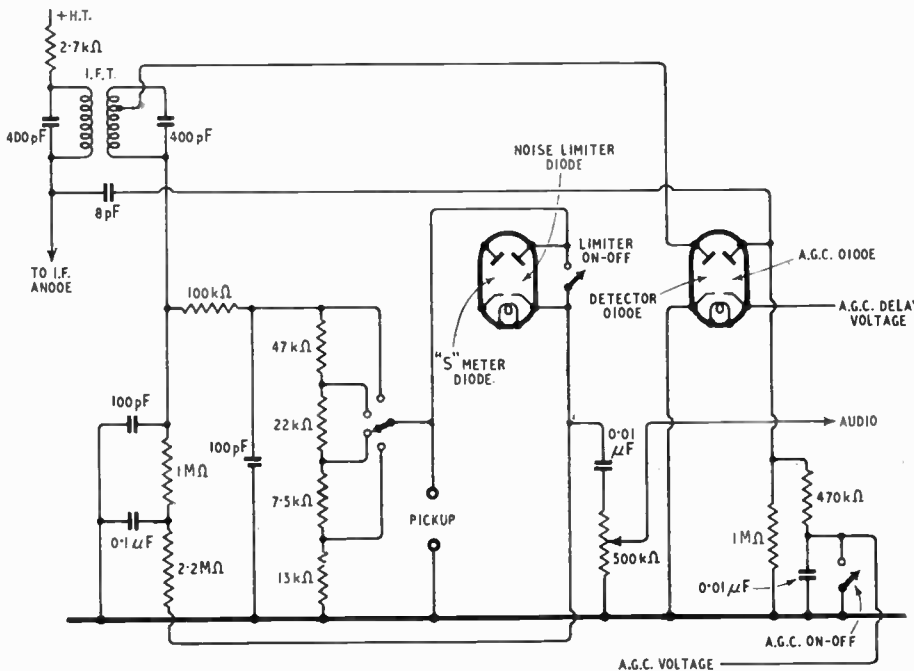 +H.T.
2·7kΩ
I.F.T.
400pF
400pF
8pF
TO I.F.
ANODE
NOISE LIMITER
DIODE
LIMITER
ON-OFF
A.G.C. 0100E
DETECTOR
0100E
A.G.C. DELAY
VOLTAGE
"S" METER
DIODE.
100kΩ
47kΩ
22kΩ
7·5kΩ
13kΩ
100pF
100pF
1MΩ
0·1μF
2·2MΩ
PICKUP
0·01
μF
500kΩ
AUDIO
470kΩ
1MΩ
0·01μF
A.G.C. ON-OFF
A.G.C. VOLTAGE